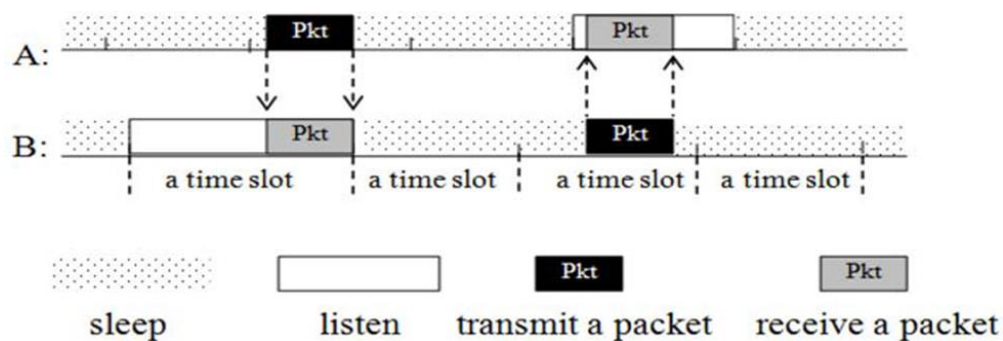 A: Pkt Pkt
B: Pkt Pkt
a time slot a time slot a time slot a time slot
Pkt Pkt
sleep listen transmit a packet receive a packet